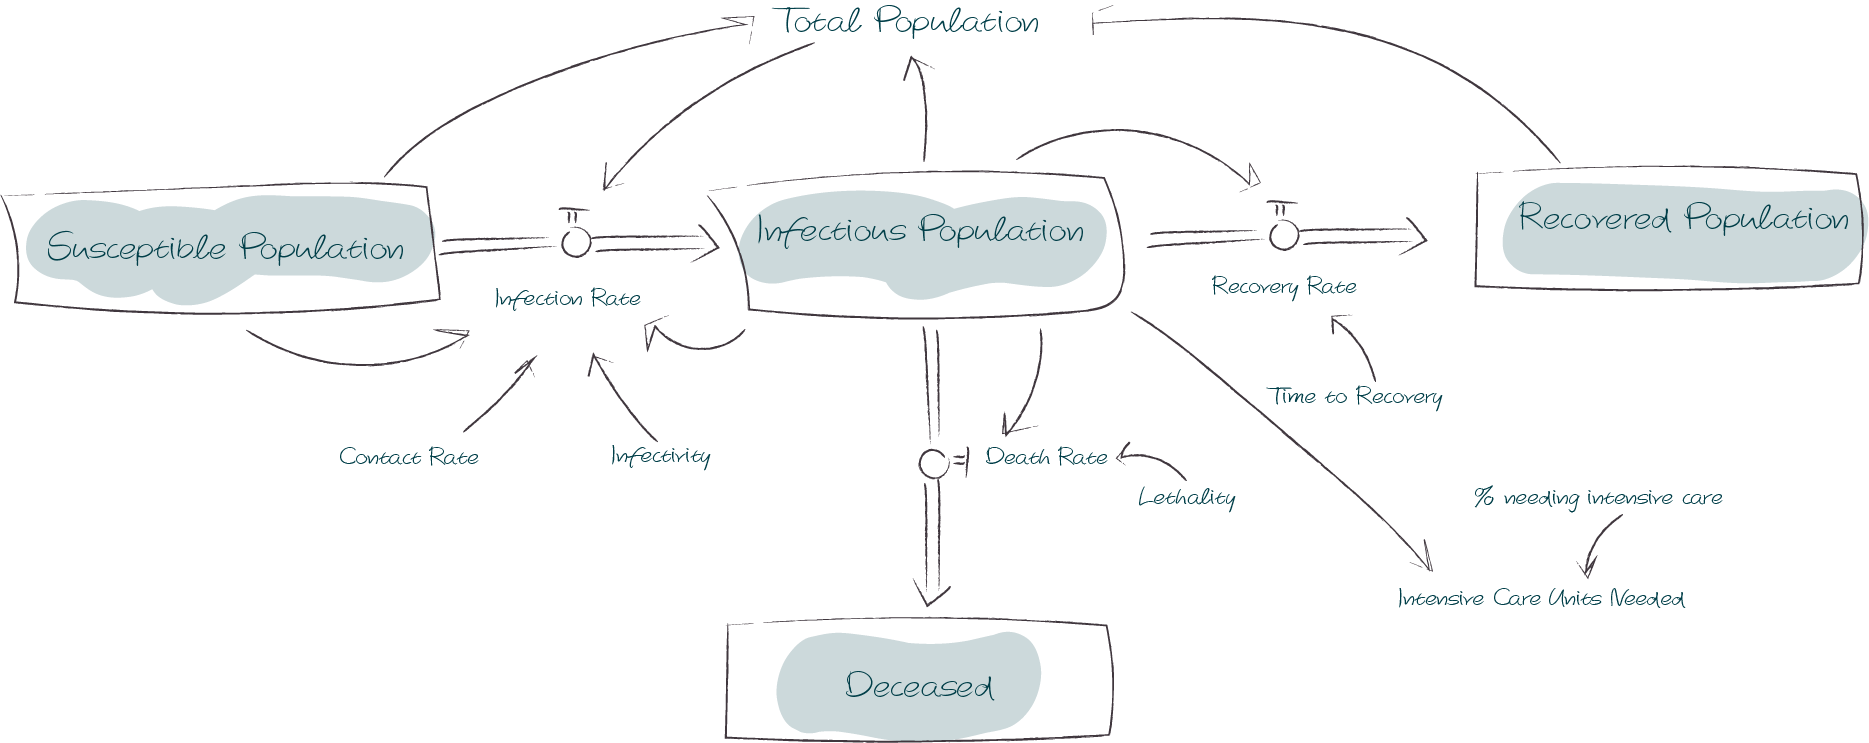 Total Population
Susceptible Population
Infectious Population
Recovered Population
Infection Rate
Recovery Rate
Time to Recovery
Contact Rate
Infectivity
Death Rate
Lethality
% needing intensive care
Intensive Care Units Needed
Deceased